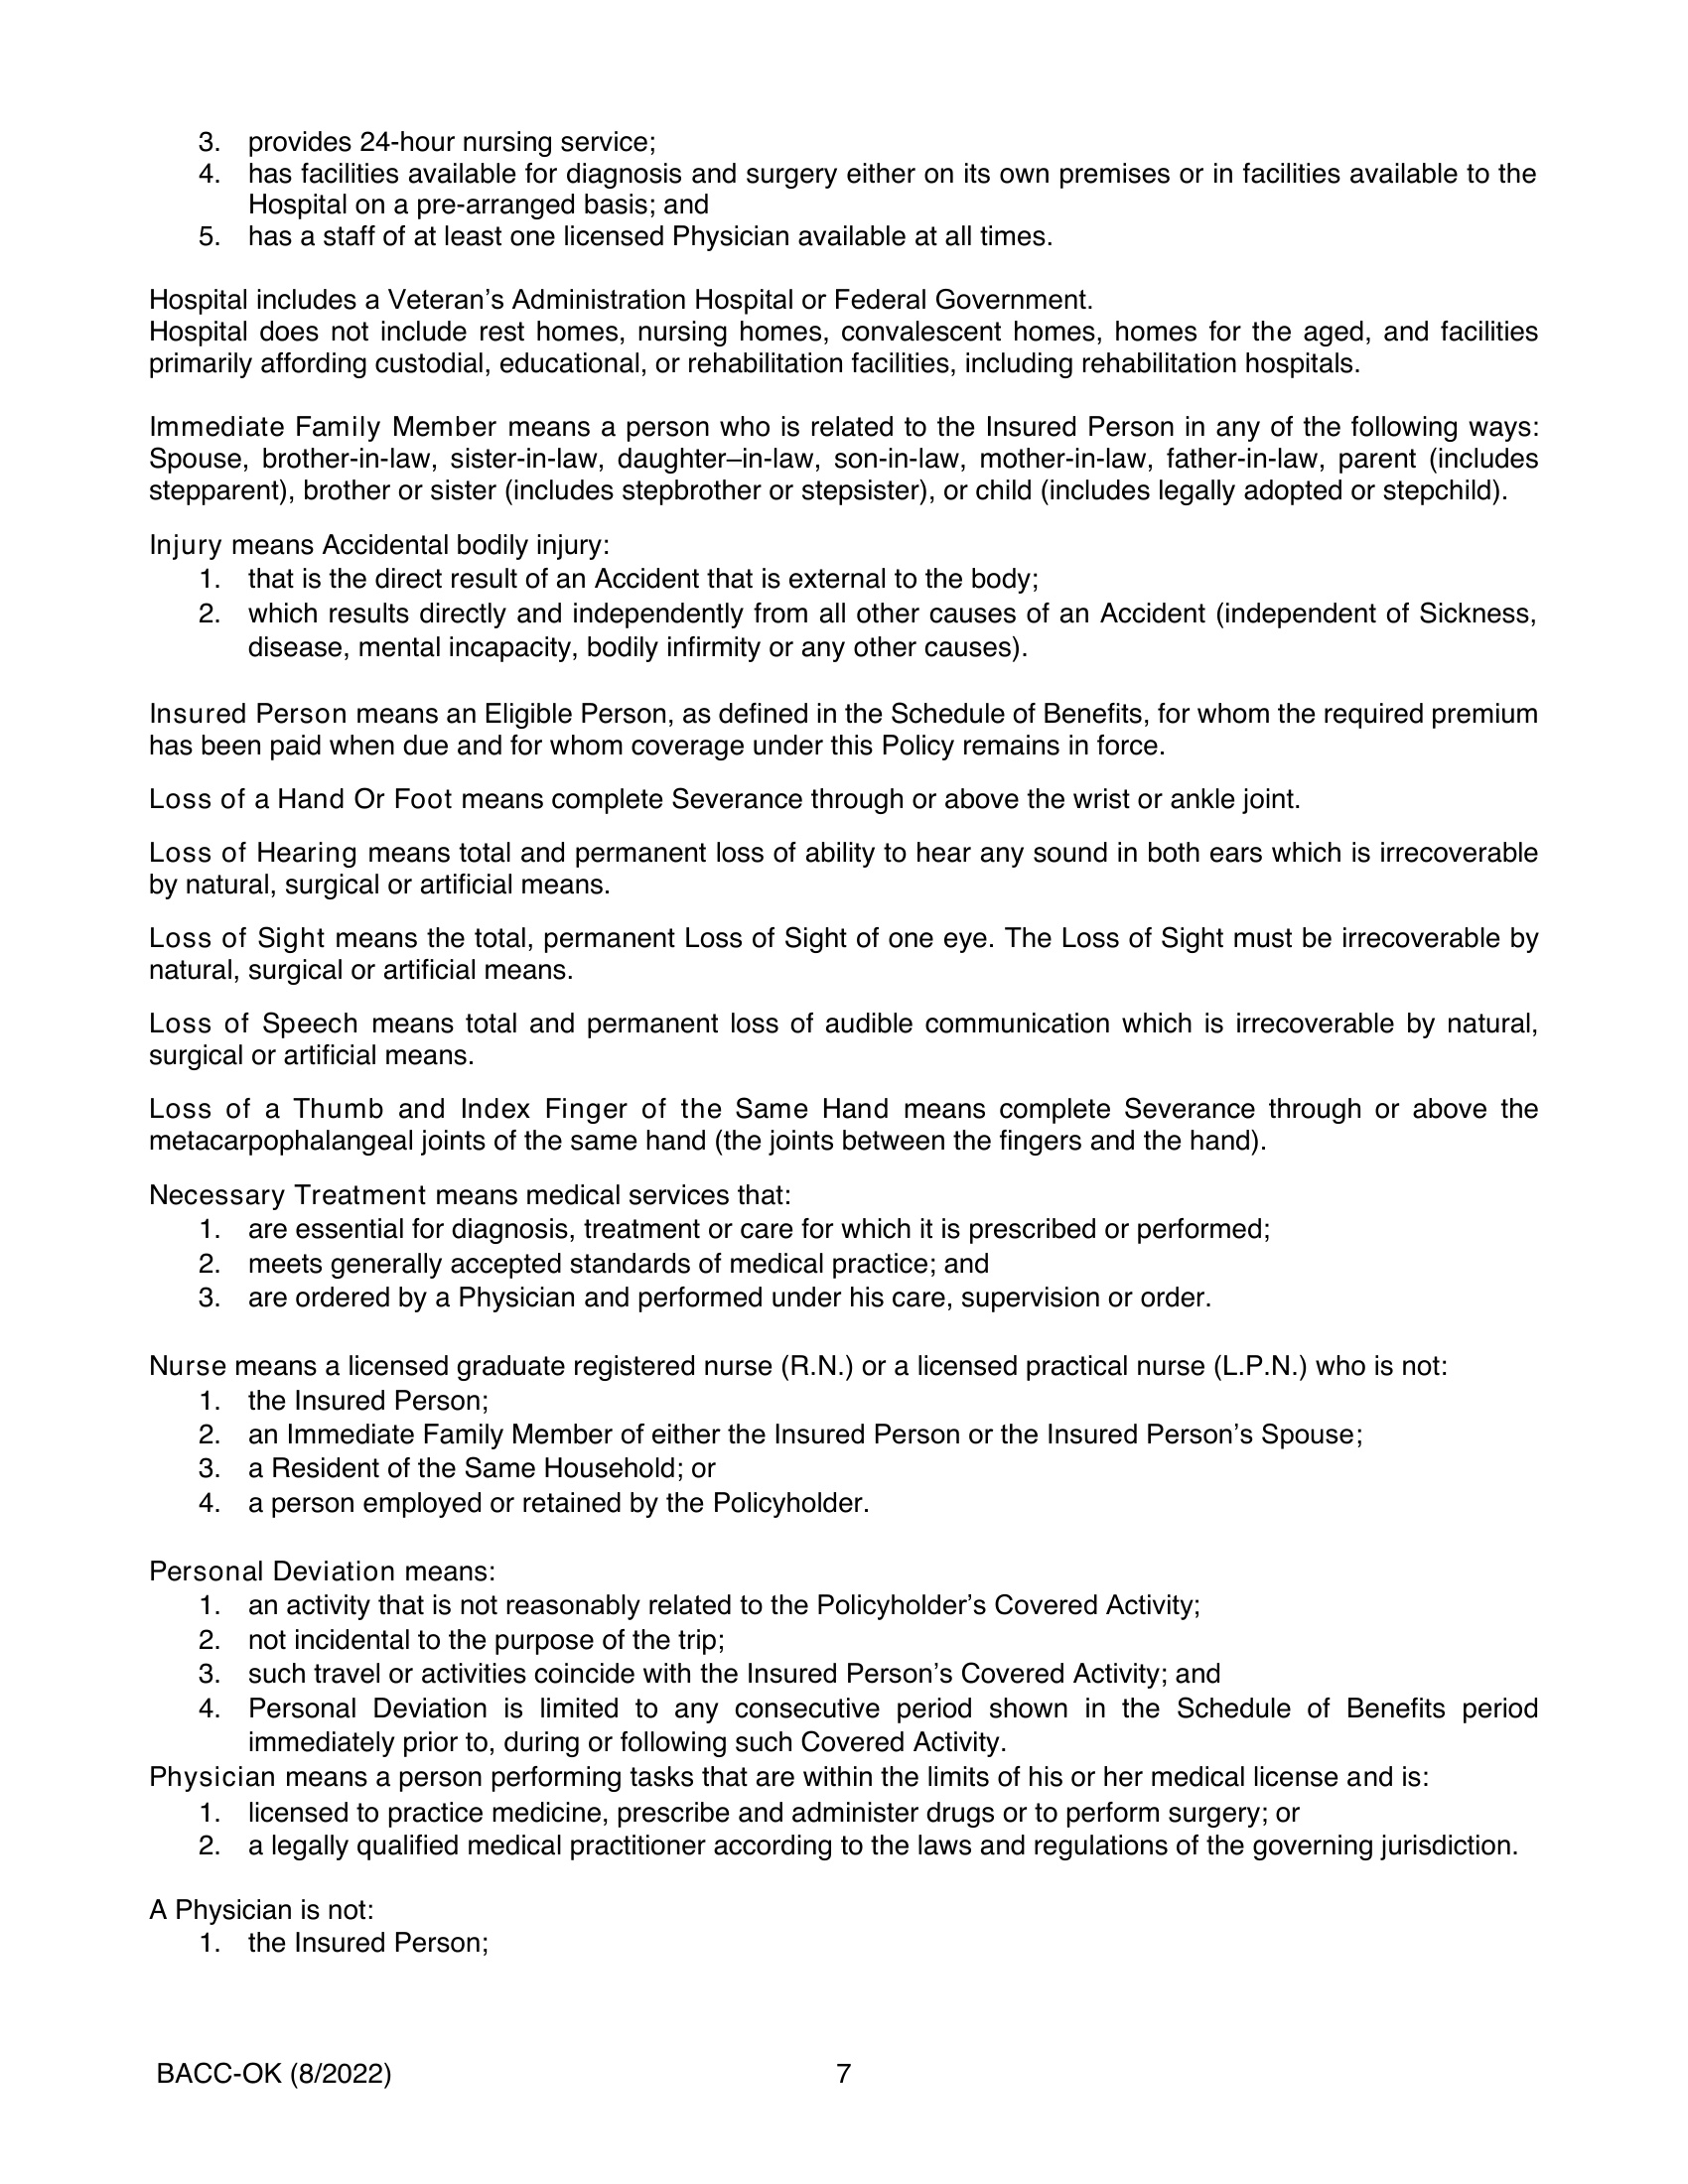 3. provides 24-hour nursing service;
4. has facilities available for diagnosis and surgery either on its own premises or in facilities available to the
Hospital on a pre-arranged basis; and
5. has a staff of at least one licensed Physician available at all times.
Hospital includes a Veteran’s Administration Hospital or Federal Government.
Hospital does not include rest homes, nursing homes, convalescent homes, homes for the aged, and facilities
primarily affording custodial, educational, or rehabilitation facilities, including rehabilitation hospitals.
Immediate Family Member means a person who is related to the Insured Person in any of the following ways:
Spouse, brother-in-law, sister-in-law, daughter–in-law, son-in-law, mother-in-law, father-in-law, parent (includes
stepparent), brother or sister (includes stepbrother or stepsister), or child (includes legally adopted or stepchild).
Injury means Accidental bodily injury:
1. that is the direct result of an Accident that is external to the body;
2. which results directly and independently from all other causes of an Accident (independent of Sickness,
disease, mental incapacity, bodily infirmity or any other causes).
Insured Person means an Eligible Person, as defined in the Schedule of Benefits, for whom the required premium
has been paid when due and for whom coverage under this Policy remains in force.
Loss of a Hand Or Foot means complete Severance through or above the wrist or ankle joint.
Loss of Hearing means total and permanent loss of ability to hear any sound in both ears which is irrecoverable
by natural, surgical or artificial means.
Loss of Sight means the total, permanent Loss of Sight of one eye. The Loss of Sight must be irrecoverable by
natural, surgical or artificial means.
Loss of Speech means total and permanent loss of audible communication which is irrecoverable by natural,
surgical or artificial means.
Loss of a Thumb and Index Finger of the Same Hand means complete Severance through or above the
metacarpophalangeal joints of the same hand (the joints between the fingers and the hand).
Necessary Treatment means medical services that:
1. are essential for diagnosis, treatment or care for which it is prescribed or performed;
2. meets generally accepted standards of medical practice; and
3. are ordered by a Physician and performed under his care, supervision or order.
Nurse means a licensed graduate registered nurse (R.N.) or a licensed practical nurse (L.P.N.) who is not:
1. the Insured Person;
2. an Immediate Family Member of either the Insured Person or the Insured Person’s Spouse;
3. a Resident of the Same Household; or
4. a person employed or retained by the Policyholder.
Personal Deviation means:
1. an activity that is not reasonably related to the Policyholder’s Covered Activity;
2. not incidental to the purpose of the trip;
3. such travel or activities coincide with the Insured Person’s Covered Activity; and
4. Personal Deviation is limited to any consecutive period shown in the Schedule of Benefits period
immediately prior to, during or following such Covered Activity.
Physician means a person performing tasks that are within the limits of his or her medical license and is:
1. licensed to practice medicine, prescribe and administer drugs or to perform surgery; or
2. a legally qualified medical practitioner according to the laws and regulations of the governing jurisdiction.
A Physician is not:
1. the Insured Person;
BACC-OK (8/2022) 7